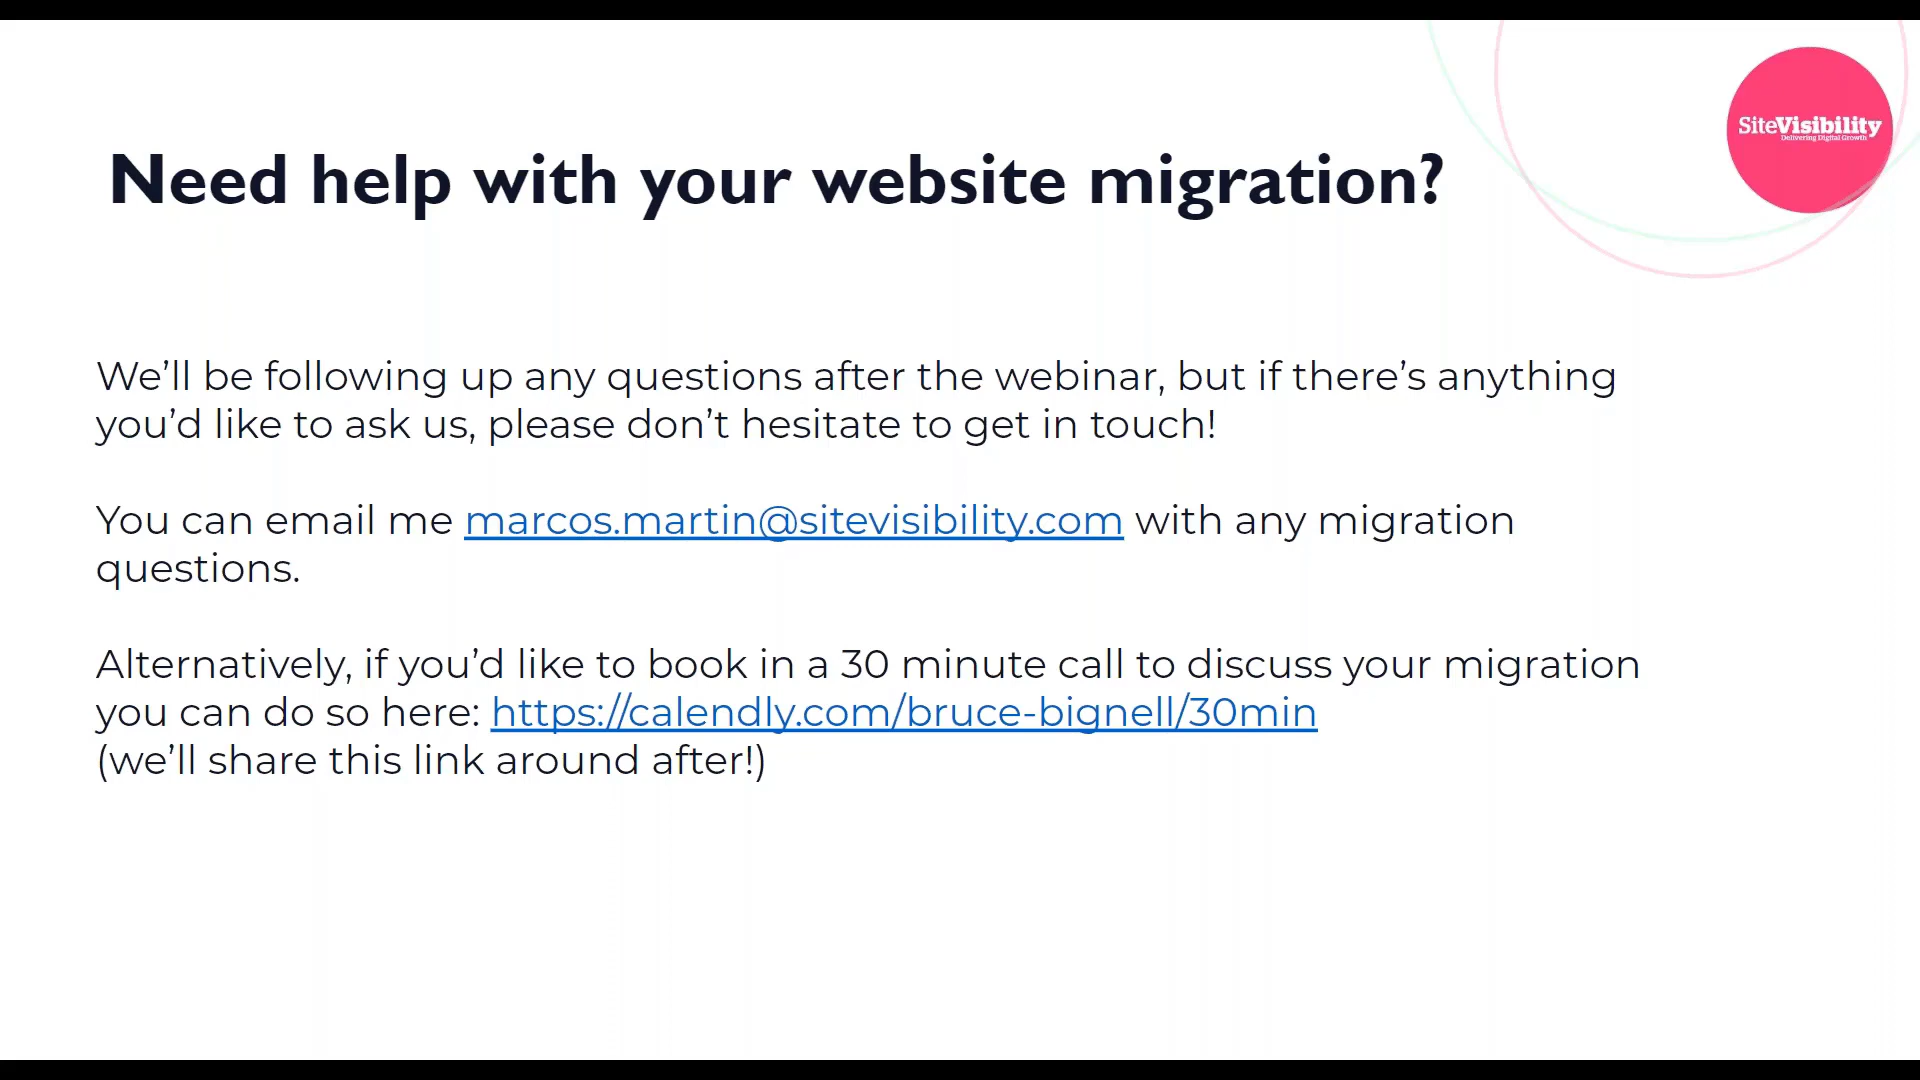 SiteVisibility
Delivering Digital Growth
Need help with your website migration?
We’ll be following up any questions after the webinar, but if there’s anything
you’d like to ask us, please don’t hesitate to get in touch!
You can email me marcos.martin@sitevisibility.com with any migration
questions.
Alternatively, if you’d like to book in a 30 minute call to discuss your migration
you can do so here: https://calendly.com/bruce-bignell/30min
(we’ll share this link around after!)